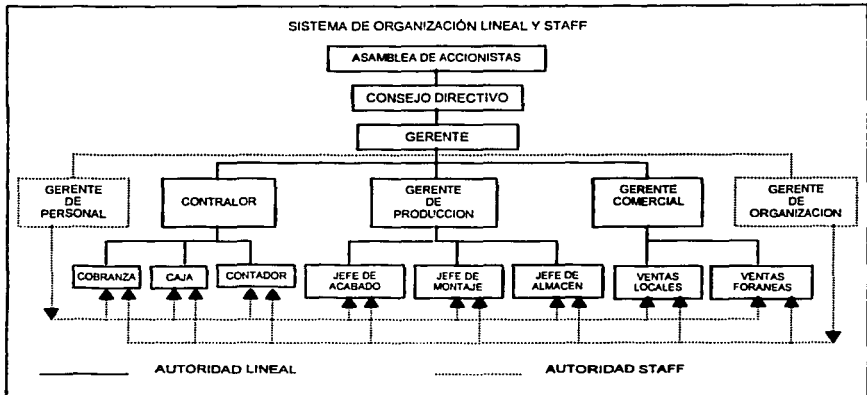 SISTEMA DE ORGANIZACIÓN LINEAL Y STAFF
ASAMBLEA DE ACCIONISTAS
CONSEJO DIRECTIVO
GERENTE
GERENTE
DE
PERSONAL
CONTRALOR
GERENTE
DE
PRODUCCION
GERENTE
COMERCIAL
GERENTE
DE
ORGANIZACIÓN
COBRANZA
CAJA
CONTADOR
JEFE DE
ACABADO
JEFE DE
MONTAJE
JEFE DE
ALMACÉN
VENTAS
LOCALES
VENTAS
FORANEAS
AUTORIDAD LINEAL
AUTORIDAD STAFF